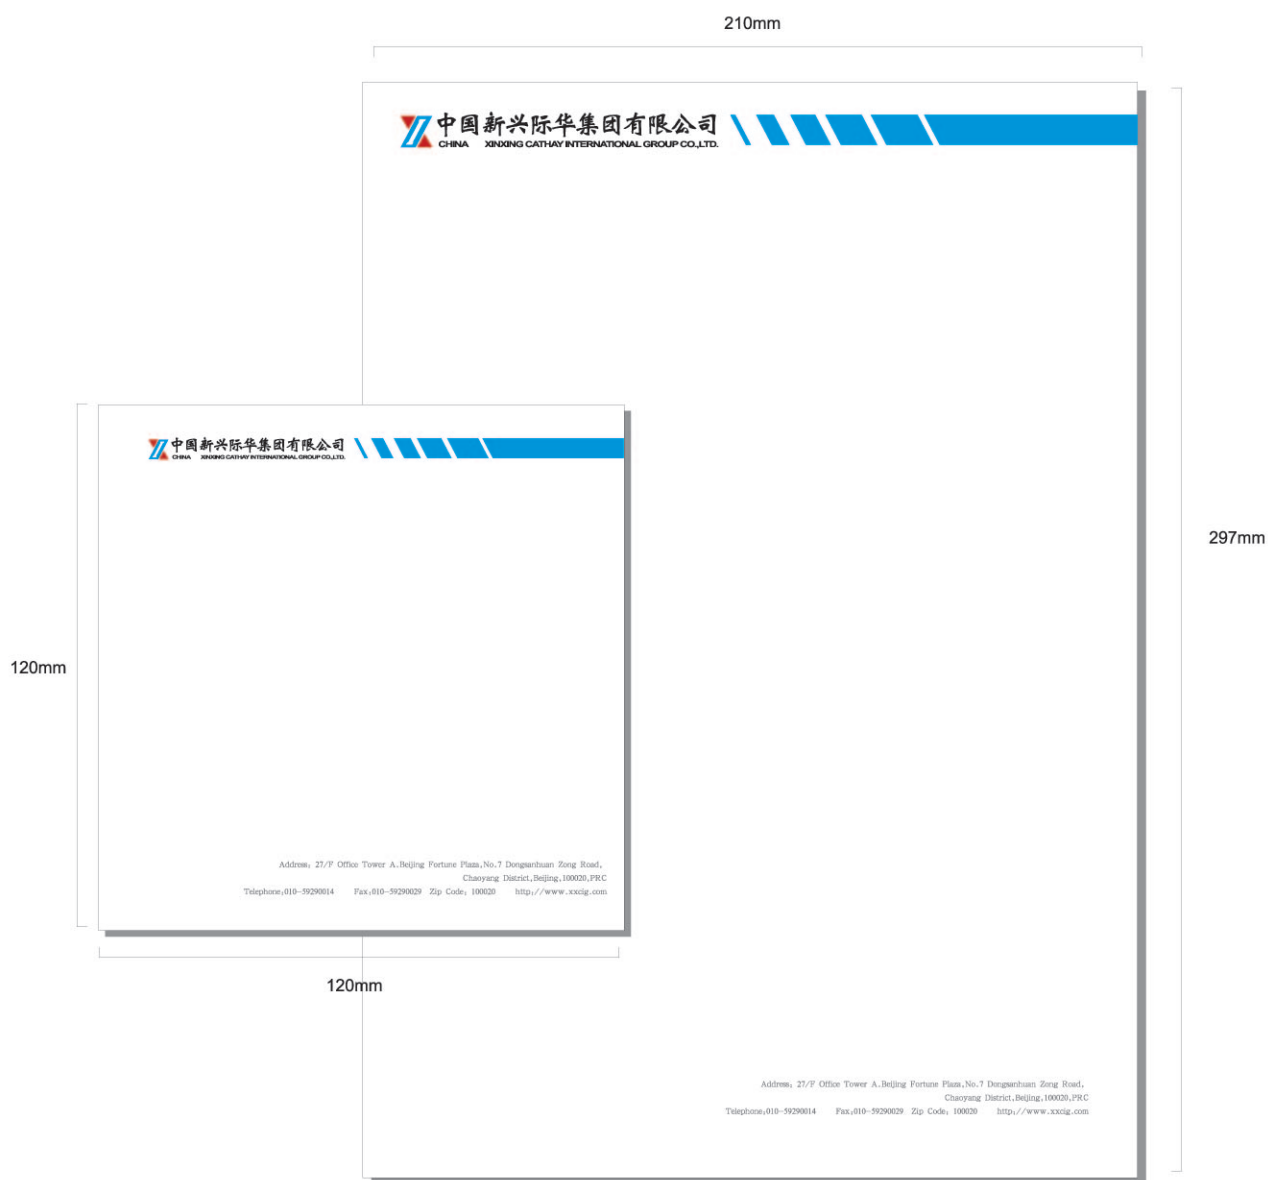 210mm
中国新兴际华集团有限公司
CHINA XINXING CATHAY INTERNATIONAL GROUP CO.,LTD.
297mm
中国新兴际华集团有限公司
CHINA XINXING CATHAY INTERNATIONAL GROUP CO.,LTD.
120mm
Address: 27/F Office Tower A.Beijing Fortune Plaza,No.7 Dongsanhuan Zong Road,
Chaoyang District,Beijing,100020,PRC
Telephone:010-59290014 Fax:010-59290029 Zip Code: 100020 http://www.xxcig.com
120mm
Address: 27/F Office Tower A.Beijing Fortune Plaza,No.7 Dongsanhuan Zong Road,
Chaoyang District,Beijing,100020,PRC
Telephone:010-59290014 Fax:010-59290029 Zip Code: 100020 http://www.xxcig.com